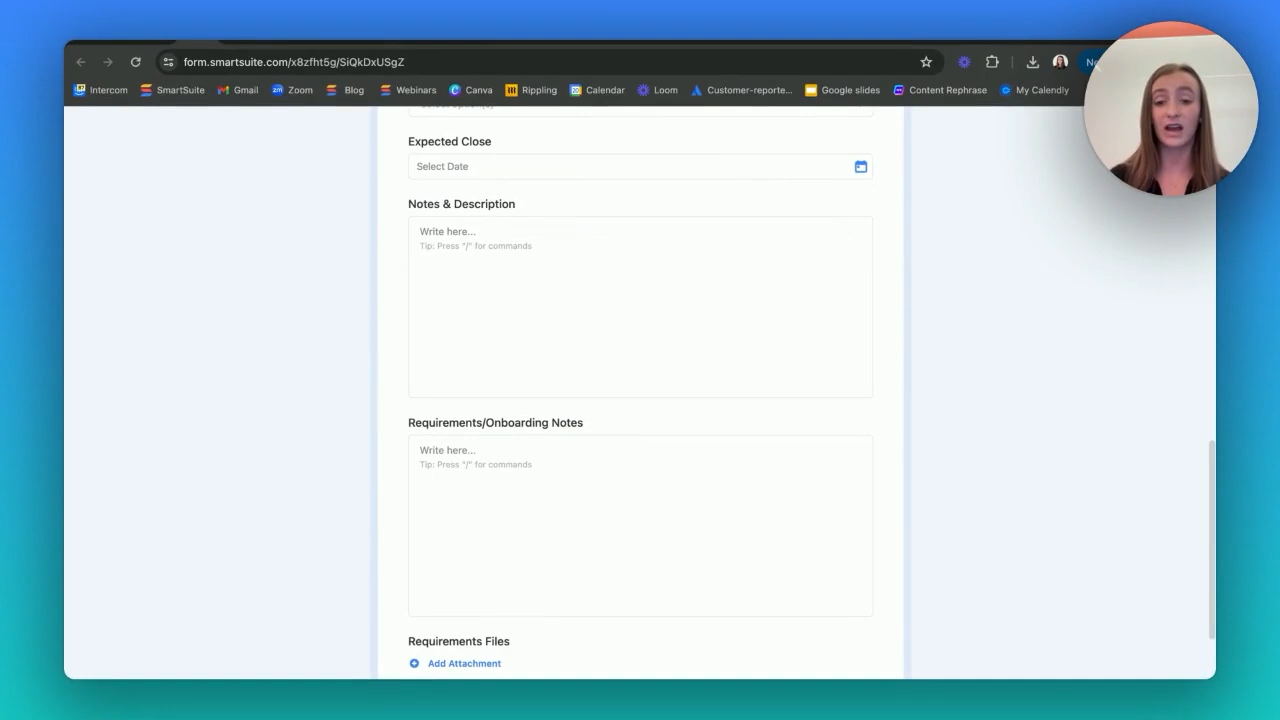 form.smartsuite.com/x8zfht5g/SiQkDxUSgZ
Intercom SmartSuite Gmail Zoom Blog Webinars Canva Rippling Calendar Loom Customer-reporte... Google slides Content Rephrase My Calendly
Expected Close
Select Date
Notes & Description
Write here...
Tip: Press "/" for commands
Requirements/Onboarding Notes
Write here...
Tip: Press "/" for commands
Requirements Files
Add Attachment